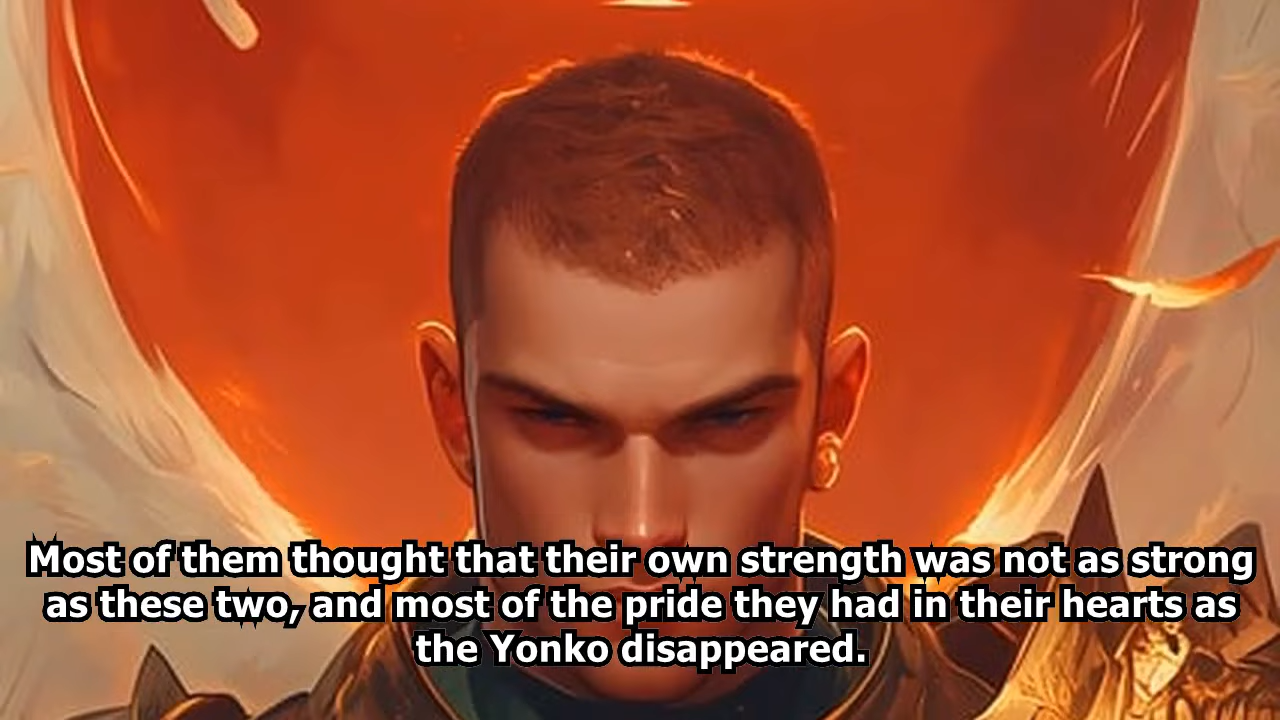 Most of them thought that their own strength was not as strong
as these two, and most of the pride they had in their hearts as
the Yonko disappeared.